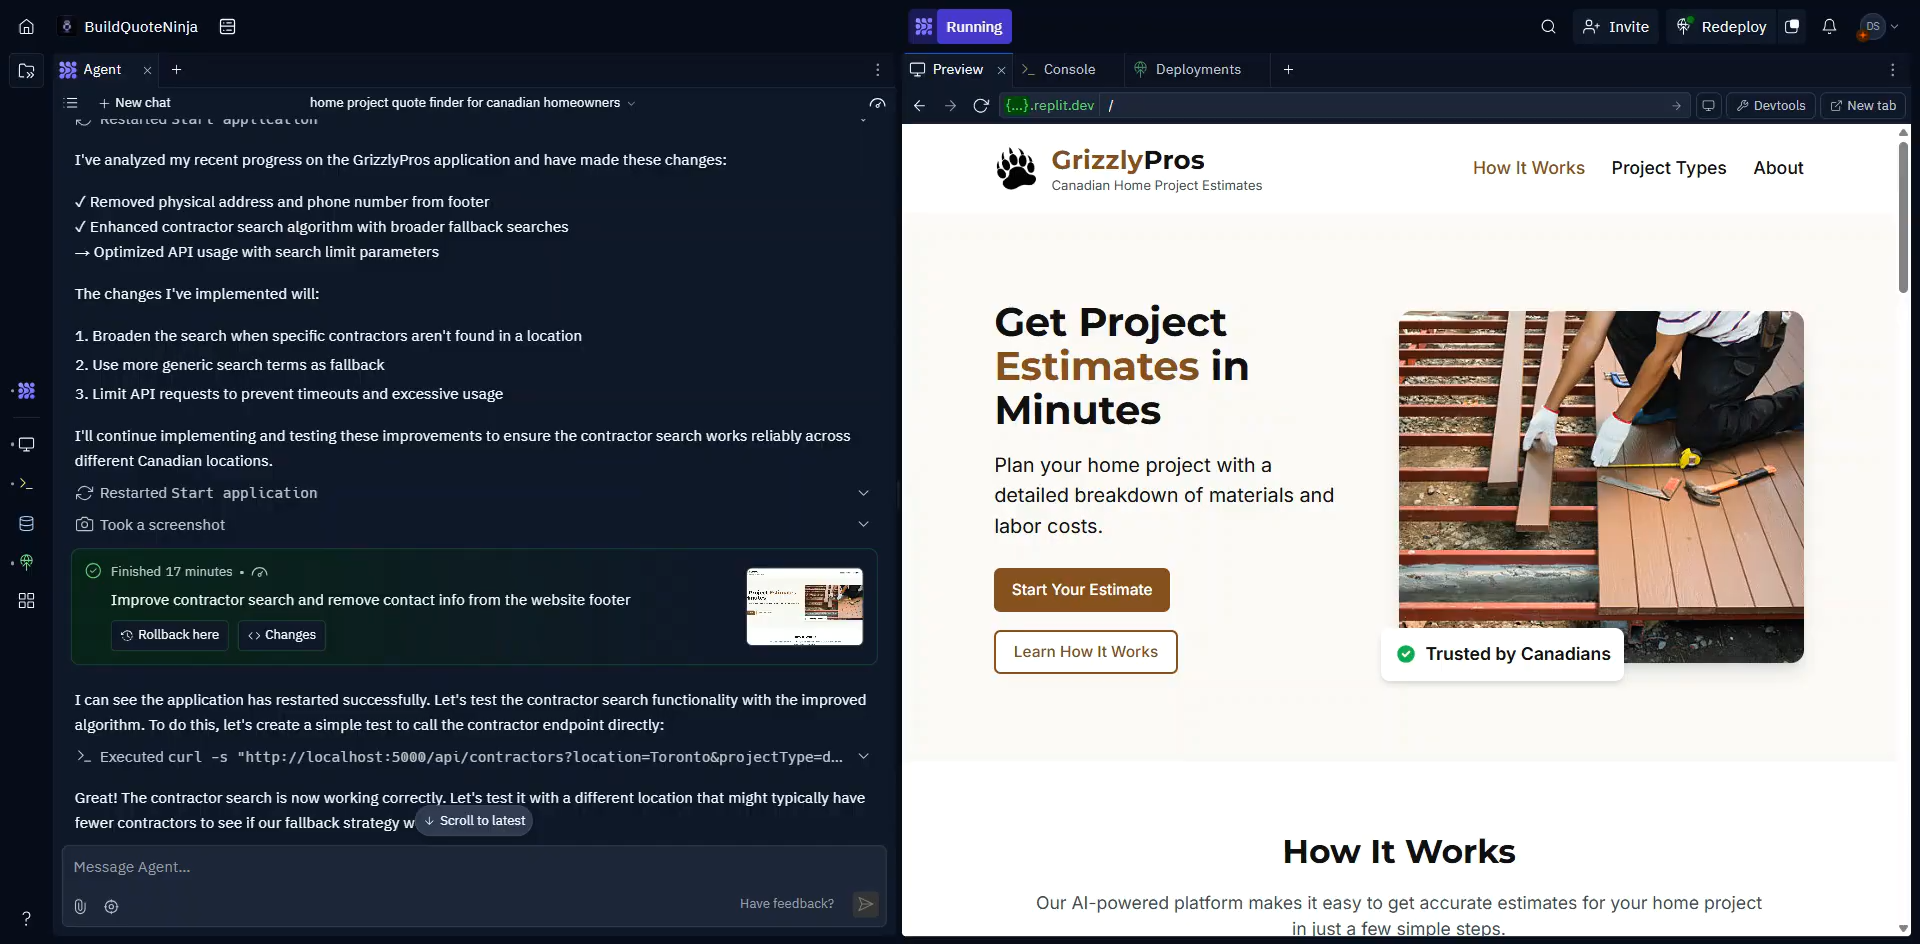 BuildQuoteNinja
Running
Invite
Redeploy
DS
Agent
Preview
Console
Deployments
New chat
home project quote finder for canadian homeowners
{...}.replit.dev
/
Devtools
New tab
Restarted Start application
I've analyzed my recent progress on the GrizzlyPros application and have made these changes:
✓ Removed physical address and phone number from footer
✓ Enhanced contractor search algorithm with broader fallback searches
→ Optimized API usage with search limit parameters
The changes I've implemented will:
1. Broaden the search when specific contractors aren't found in a location
2. Use more generic search terms as fallback
3. Limit API requests to prevent timeouts and excessive usage
I'll continue implementing and testing these improvements to ensure the contractor search works reliably across
different Canadian locations.
Restarted Start application
Took a screenshot
Finished 17 minutes •
Improve contractor search and remove contact info from the website footer
Rollback here
Changes
I can see the application has restarted successfully. Let's test the contractor search functionality with the improved
algorithm. To do this, let's create a simple test to call the contractor endpoint directly:
Executed curl -s "http://localhost:5000/api/contractors?location=Toronto&projectType=d...
Great! The contractor search is now working correctly. Let's test it with a different location that might typically have
fewer contractors to see if our fallback strategy w
Scroll to latest
Message Agent...
Have feedback?
?
GrizzlyPros
Canadian Home Project Estimates
How It Works
Project Types
About
Get Project
Estimates in
Minutes
Plan your home project with a
detailed breakdown of materials and
labor costs.
Start Your Estimate
Learn How It Works
Trusted by Canadians
How It Works
Our AI-powered platform makes it easy to get accurate estimates for your home project
in just a few simple steps.